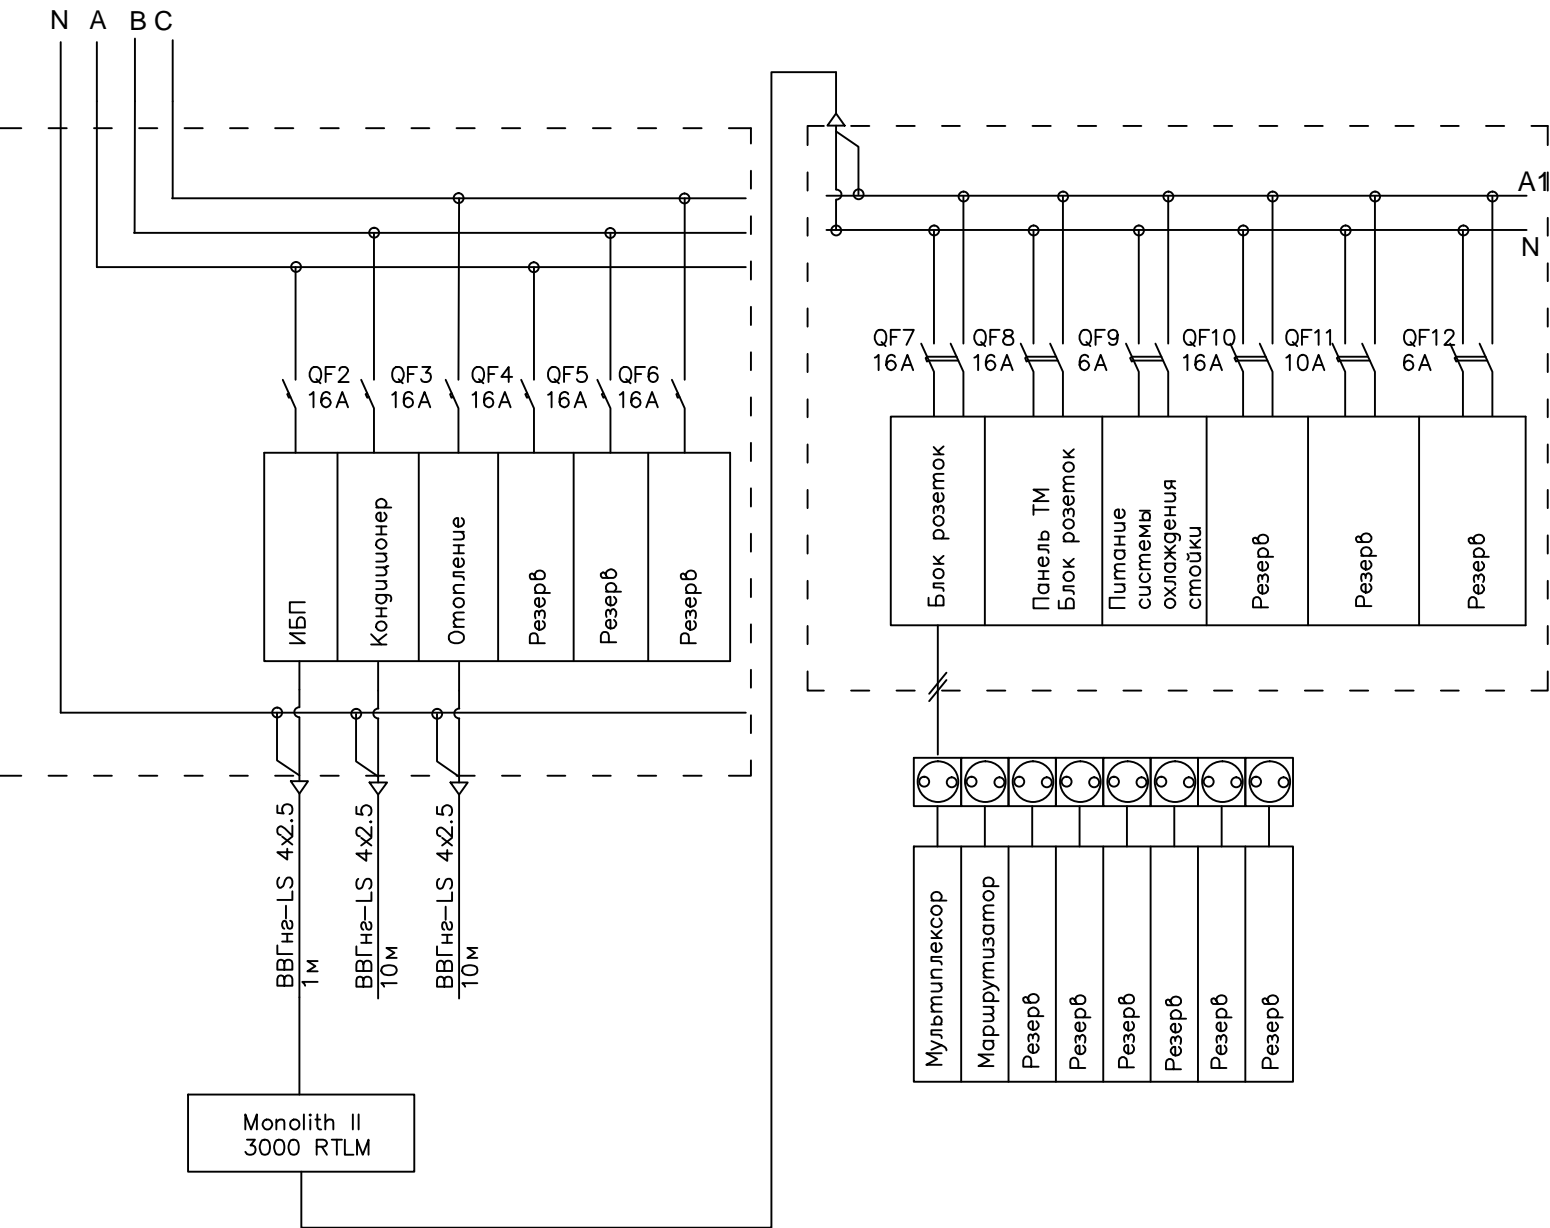 N A B C
A1
N
QF2
16A
QF3
16A
QF4
16A
QF5
16A
QF6
16A
QF7
16A
QF8
16A
QF9
6A
QF10
16A
QF11
10A
QF12
6A
ИБП
Кондиционер
Отопление
Резерв
Резерв
Резерв
Блок розеток
Панель ТМ
Блок розеток
Питание
системы
охлаждения
стойки
Резерв
Резерв
Резерв
ВВГнг-LS 4x2.5
1м
ВВГнг-LS 4x2.5
10м
ВВГнг-LS 4x2.5
10м
Мультиплексор
Маршрутизатор
Резерв
Резерв
Резерв
Резерв
Резерв
Резерв
Monolith II
3000 RTLM